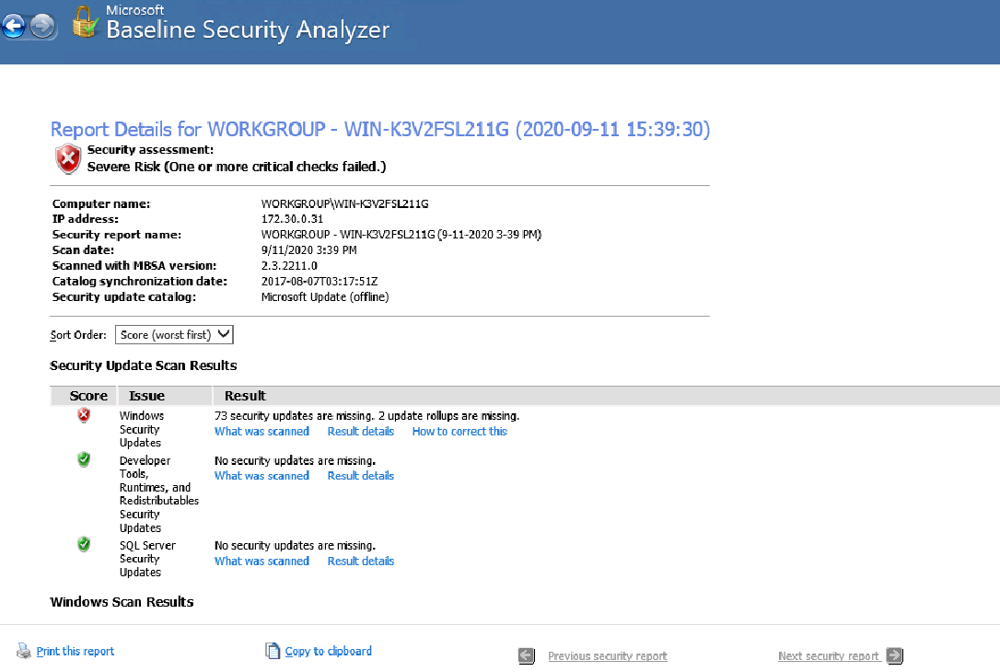 Microsoft
Baseline Security Analyzer
Report Details for WORKGROUP - WIN-K3V2FSL211G (2020-09-11 15:39:30)
Security assessment:
Severe Risk (One or more critical checks failed.)
Computer name: WORKGROUP\WIN-K3V2FSL211G
IP address: 172.30.0.31
Security report name: WORKGROUP - WIN-K3V2FSL211G (9-11-2020 3-39 PM)
Scan date: 9/11/2020 3:39 PM
Scanned with MBSA version: 2.3.2211.0
Catalog synchronization date: 2017-08-07T03:17:51Z
Security update catalog: Microsoft Update (offline)
Sort Order: Score (worst first)
Security Update Scan Results
Score Issue Result
Windows
Security
Updates
73 security updates are missing. 2 update rollups are missing.
What was scanned Result details How to correct this
Developer
Tools,
Runtimes, and
Redistributables
Security
Updates
No security updates are missing.
What was scanned Result details
SQL Server
Security
Updates
No security updates are missing.
What was scanned Result details
Windows Scan Results
Print this report Copy to clipboard Previous security report Next security report